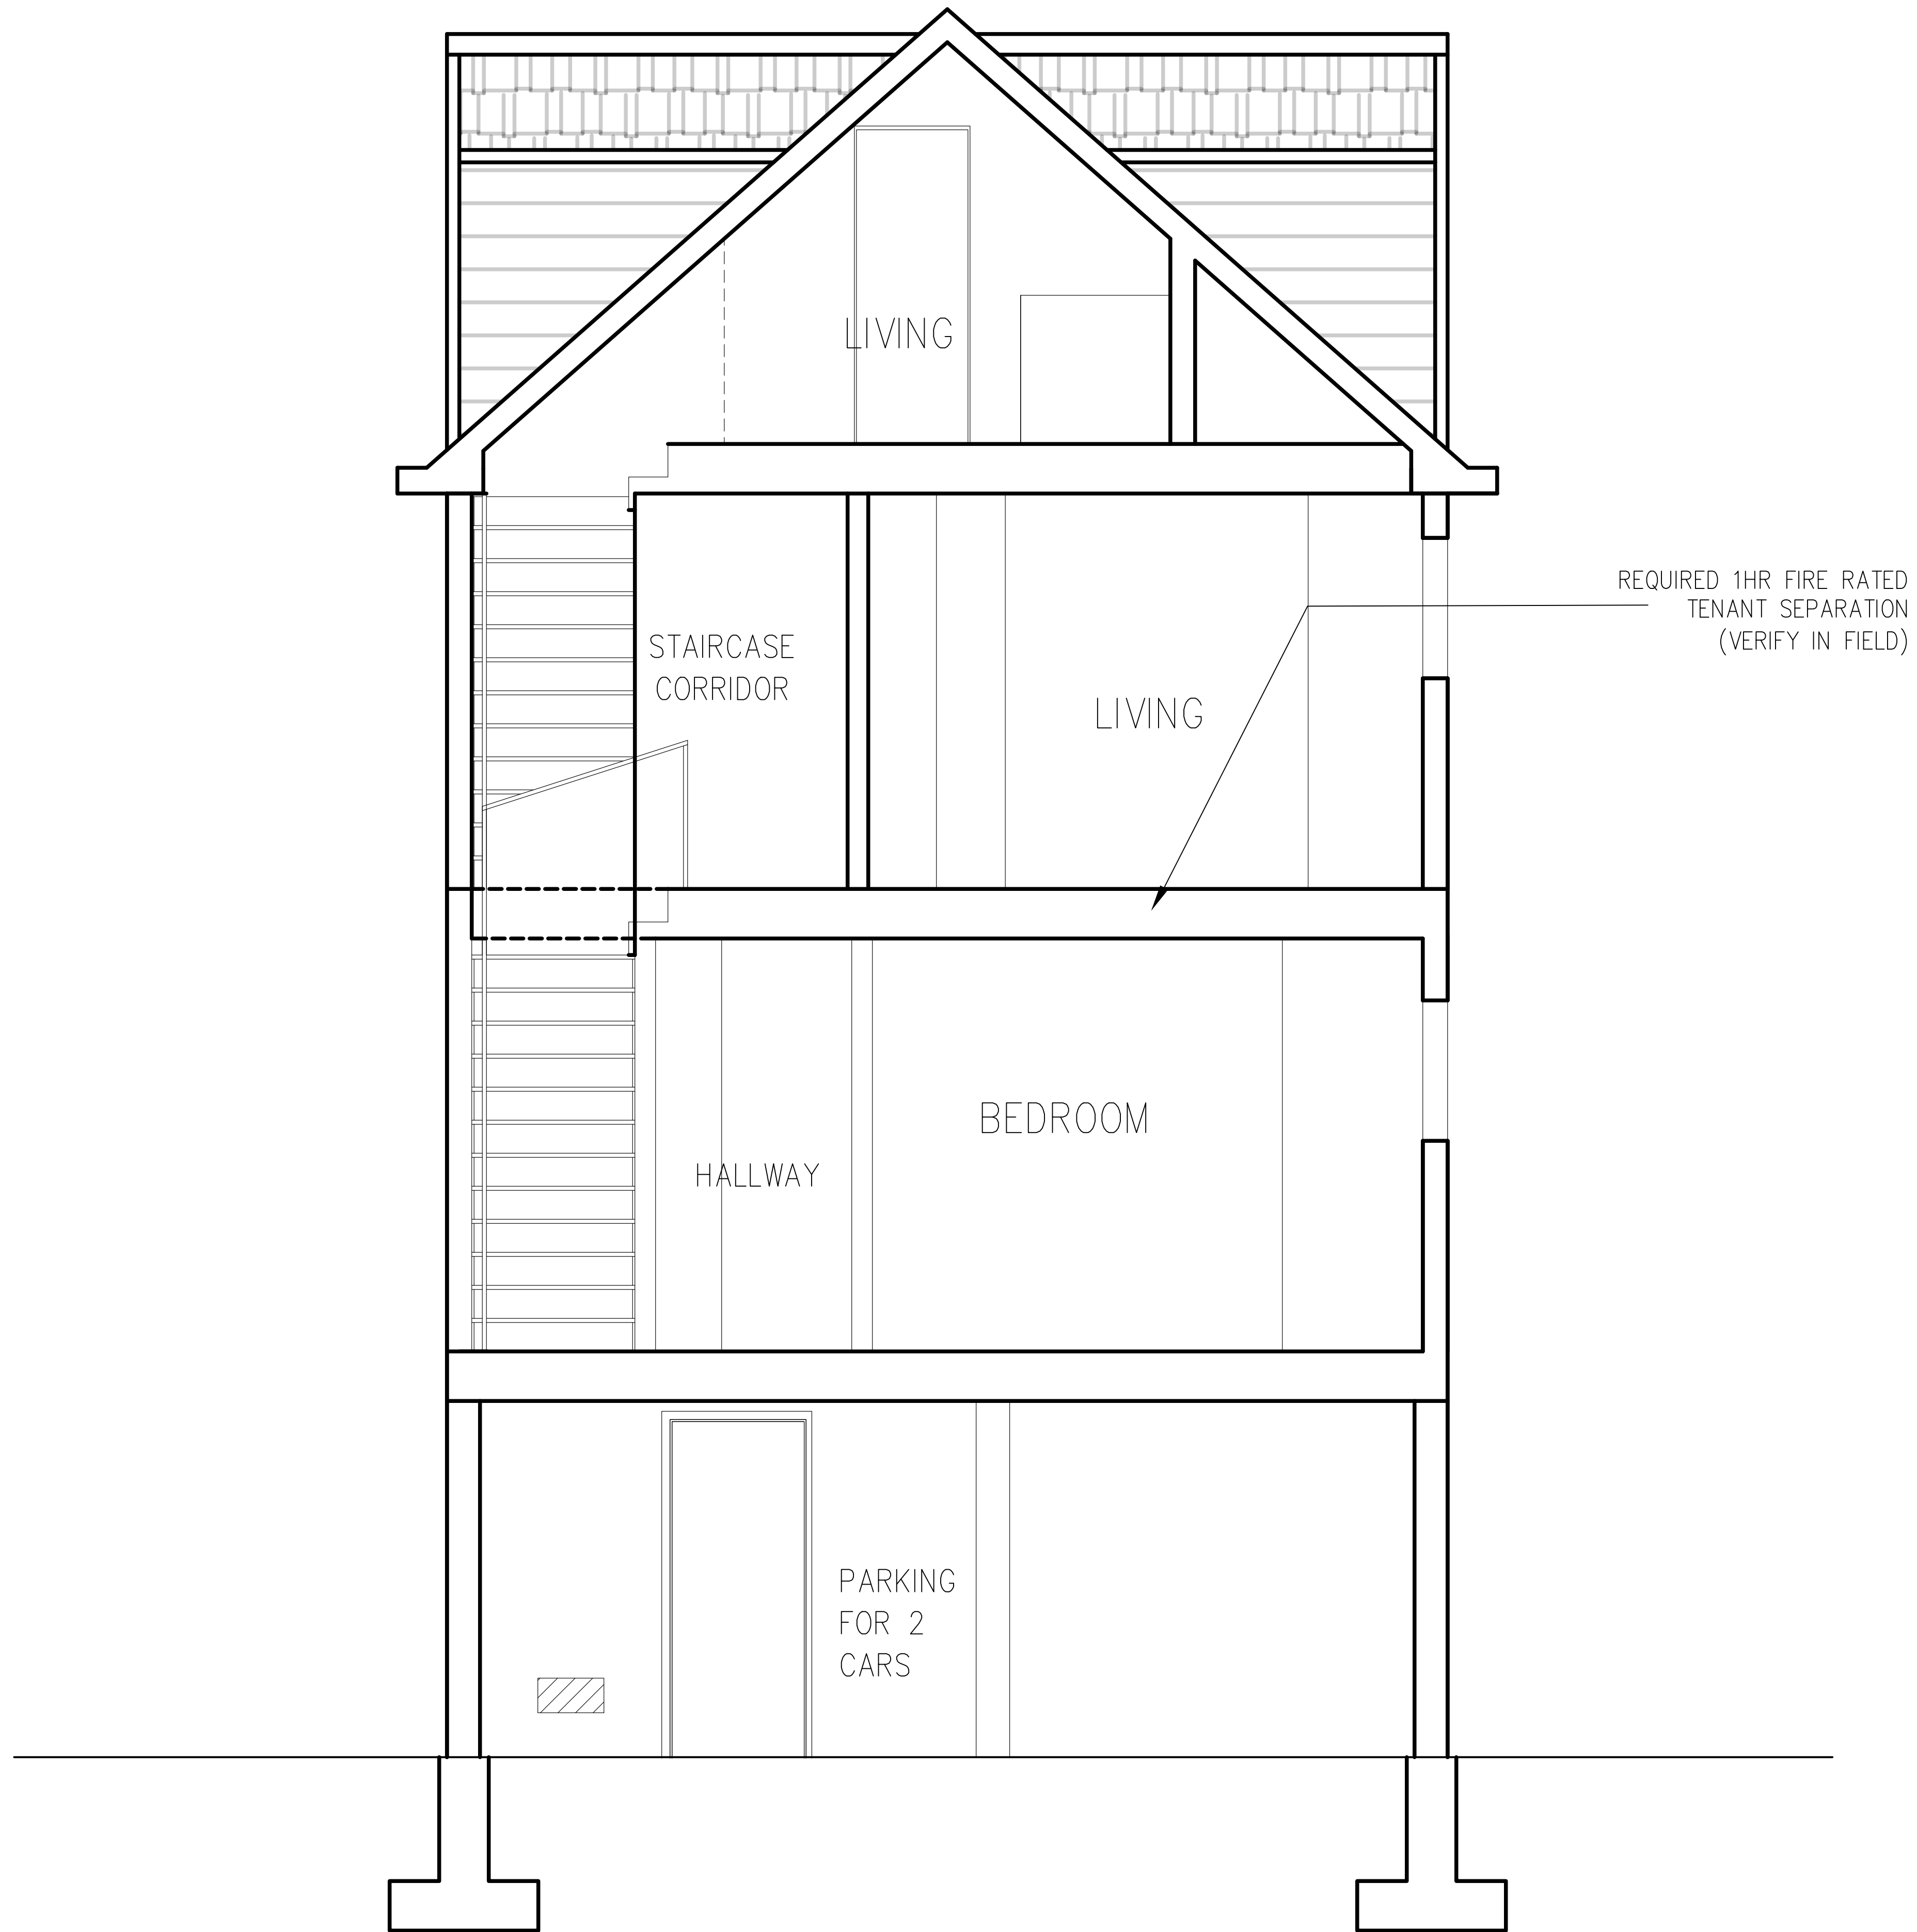 LIVING
REQUIRED 1HR FIRE RATED
TENANT SEPARATION
(VERIFY IN FIELD)
STAIRCASE
CORRIDOR
LIVING
BEDROOM
HALLWAY
PARKING
FOR 2
CARS